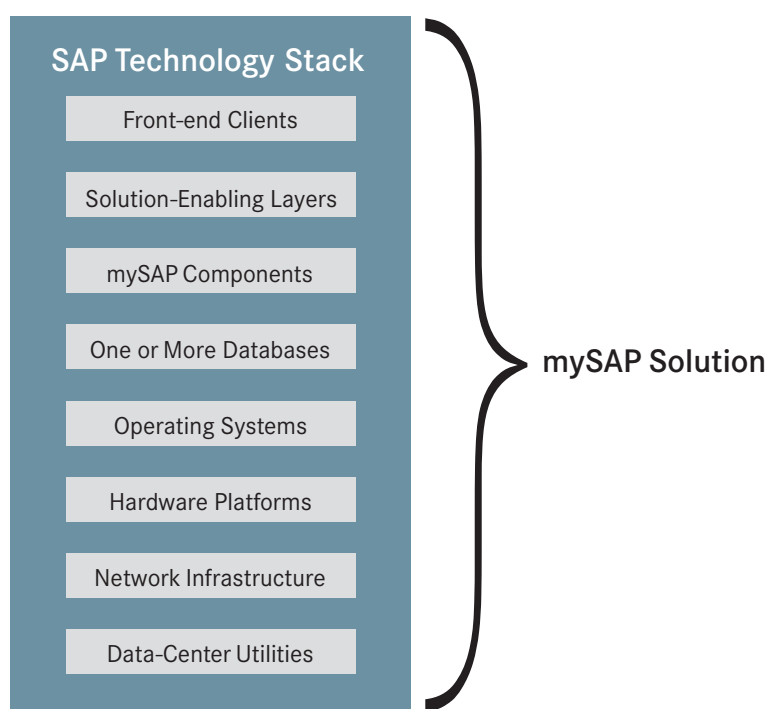 SAP Technology Stack
Front-end Clients
Solution-Enabling Layers
mySAP Components
One or More Databases
Operating Systems
Hardware Platforms
Network Infrastructure
Data-Center Utilities
mySAP Solution